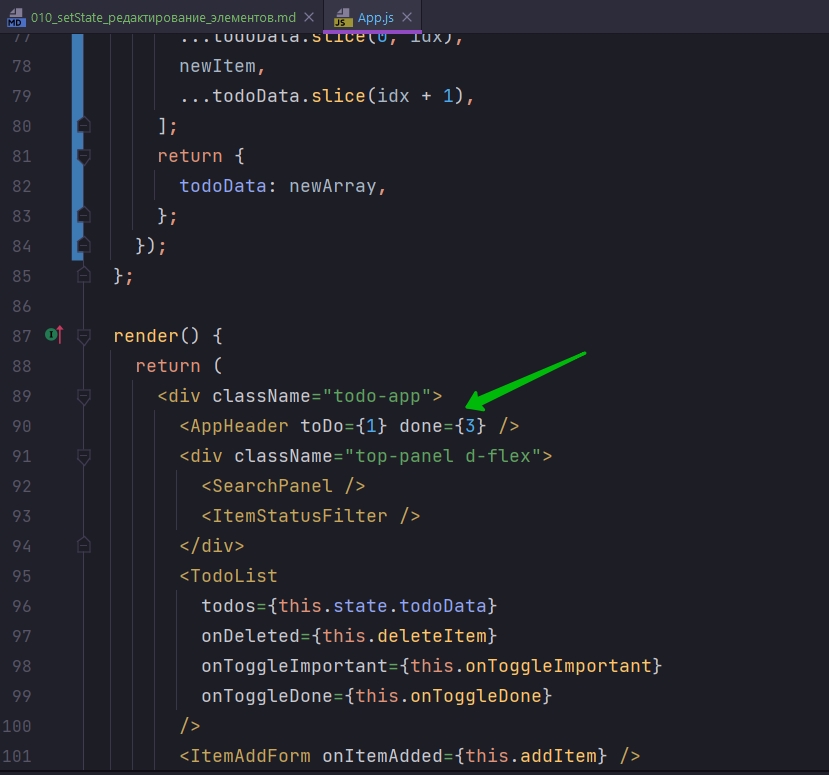 010_setState_редактирование_элементов.md App.js
77 ...todoData.slice(0, idx),
78 newItem,
79 ...todoData.slice(idx + 1),
80 ];
81 return {
82 todoData: newArray,
83 };
84 });
85 };
86
87 render() {
88 return (
89 <div className="todo-app">
90 <AppHeader toDo={1} done={3} />
91 <div className="top-panel d-flex">
92 <SearchPanel />
93 <ItemStatusFilter />
94 </div>
95 <TodoList
96 todos={this.state.todoData}
97 onDeleted={this.deleteItem}
98 onToggleImportant={this.onToggleImportant}
99 onToggleDone={this.onToggleDone}
100 />
101 <ItemAddForm onItemAdded={this.addItem} />